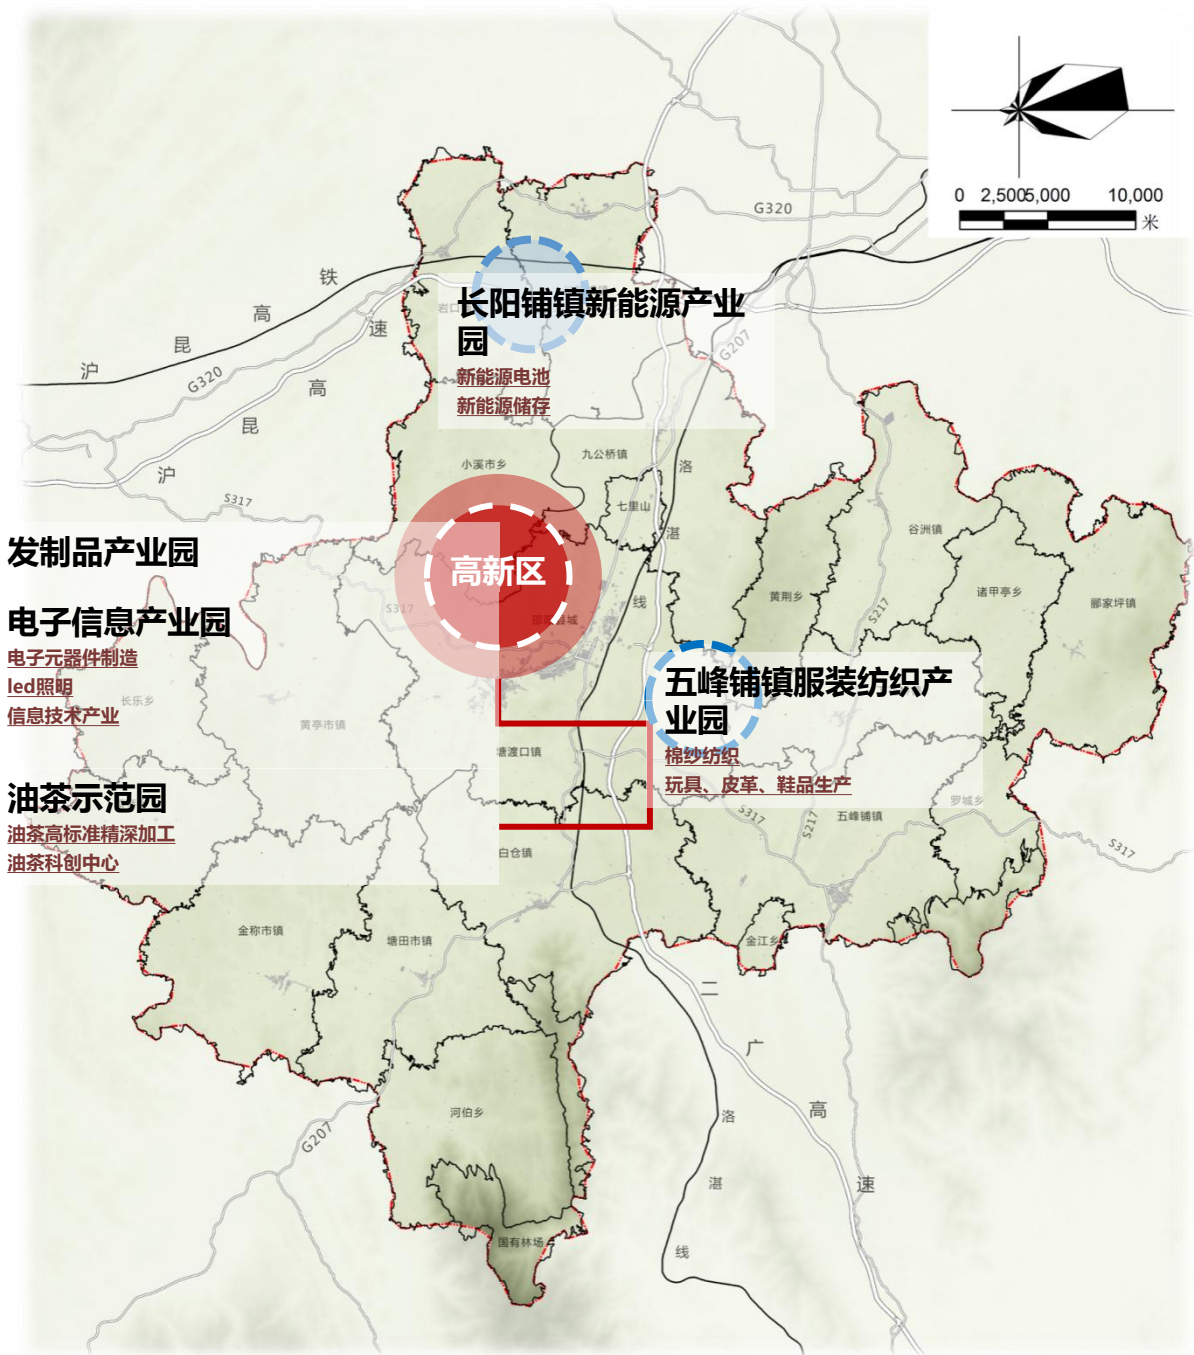 0 2,500 5,000 10,000
米
G320
铁
高
昆
沪
速
G320
高
昆
沪
长阳铺镇新能源产业
园
新能源电池
新能源储存
G207
小溪市乡
九公桥镇
洛
七里山
湛
线
S317
谷洲镇
发制品产业园
高新区
黄荆乡
诸甲亭乡
郦家坪镇
S217
S317
电子信息产业园
电子元器件制造
led照明
信息技术产业
长乐乡
黄亭市镇
五峰铺镇服装纺织产
业园
棉纱纺织
玩具、皮革、鞋品生产
塘渡口镇
油茶示范园
油茶高标准精深加工
油茶科创中心
罗城乡
S317
S217
五峰铺镇
S317
白仓镇
金称市镇
塘田市镇
金江乡
二
广
高
速
河伯乡
G207
洛
湛
线
国有林场